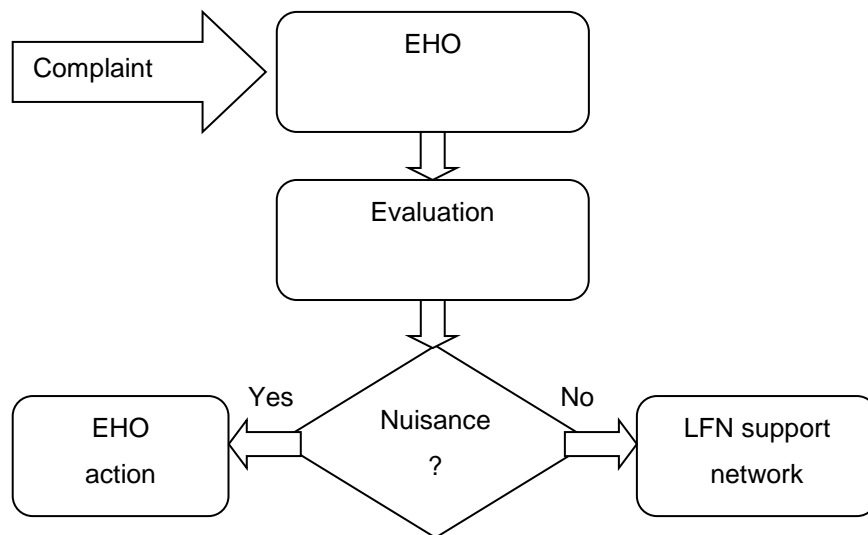 Complaint
EHO
Evaluation
Yes
No
EHO
action
Nuisance
?
LFN support
network